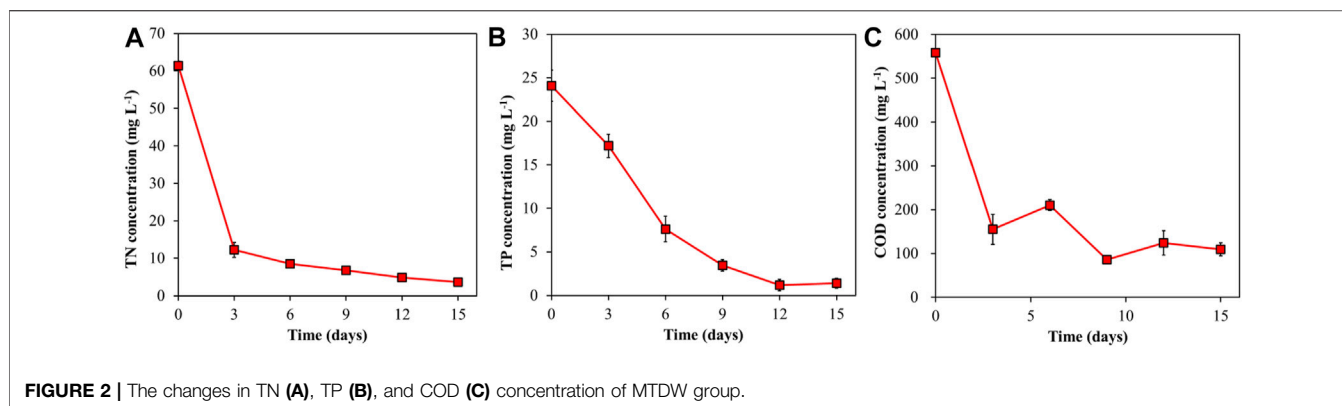 A
TN concentration (mg L⁻¹)
70
60
50
40
30
20
10
0
0 3 6 9 12 15
Time (days)
B
TP concentration (mg L⁻¹)
30
25
20
15
10
5
0
0 3 6 9 12 15
Time (days)
C
COD concentration (mg L⁻¹)
600
500
400
300
200
100
0
0 5 10 15
Time (days)
FIGURE 2 | The changes in TN (A), TP (B), and COD (C) concentration of MTDW group.